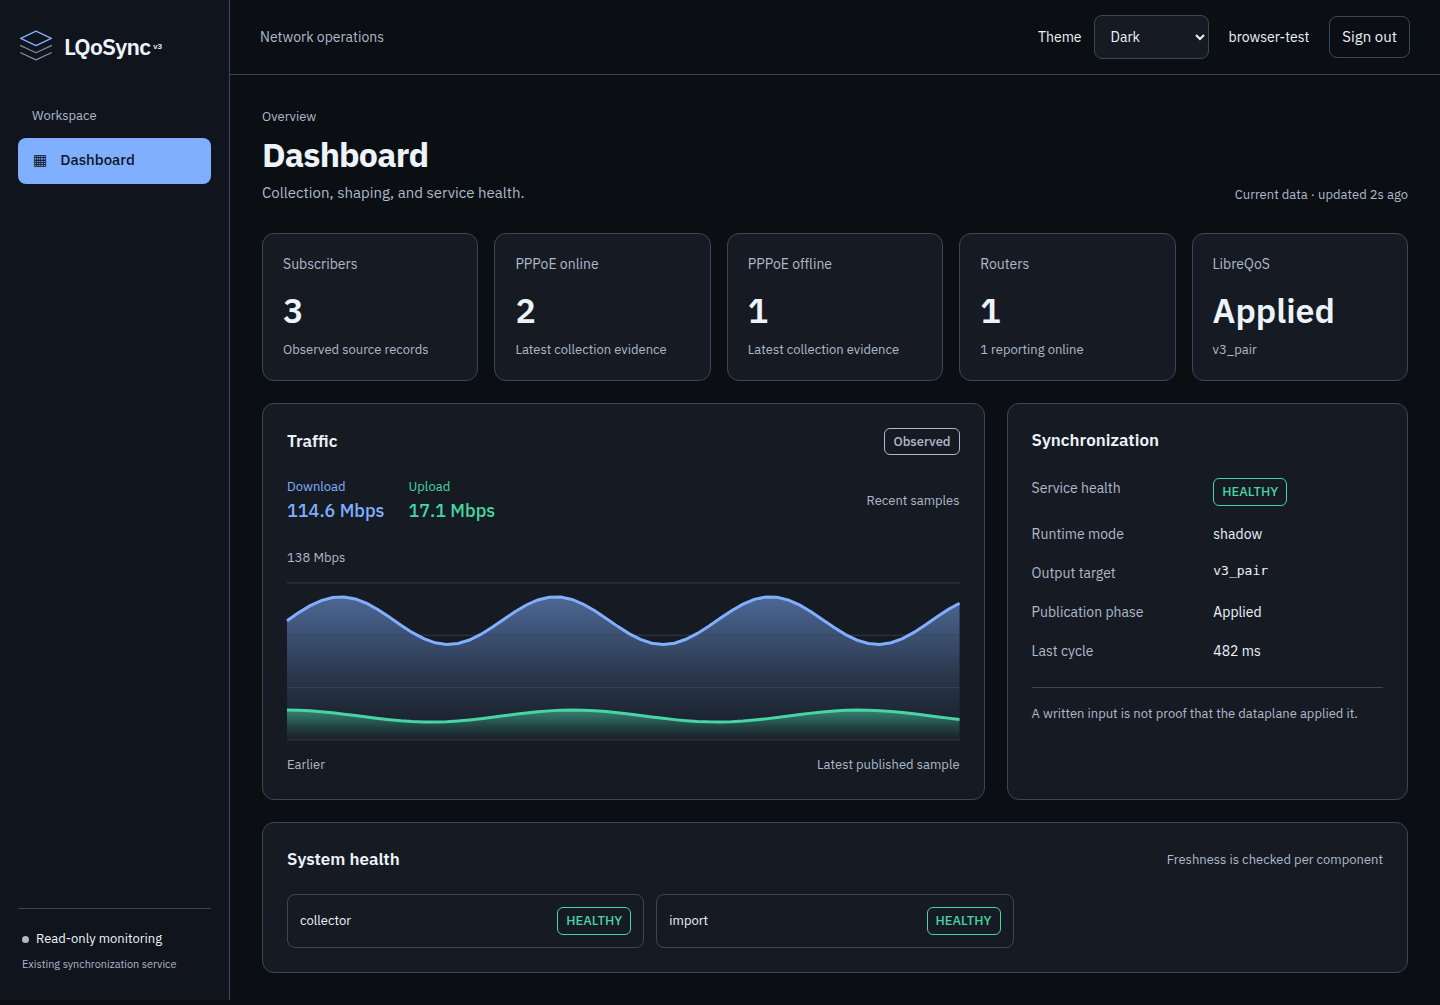 LQoSync v3
Network operations
Theme
Dark
browser-test
Sign out
Workspace
Dashboard
Overview
Dashboard
Collection, shaping, and service health.
Current data · updated 2s ago
Subscribers
3
Observed source records
PPPoE online
2
Latest collection evidence
PPPoE offline
1
Latest collection evidence
Routers
1
1 reporting online
LibreQoS
Applied
v3_pair
Traffic
Observed
Download
114.6 Mbps
Upload
17.1 Mbps
Recent samples
138 Mbps
Earlier
Latest published sample
Synchronization
Service health
HEALTHY
Runtime mode
shadow
Output target
v3_pair
Publication phase
Applied
Last cycle
482 ms
A written input is not proof that the dataplane applied it.
System health
Freshness is checked per component
collector
HEALTHY
import
HEALTHY
Read-only monitoring
Existing synchronization service